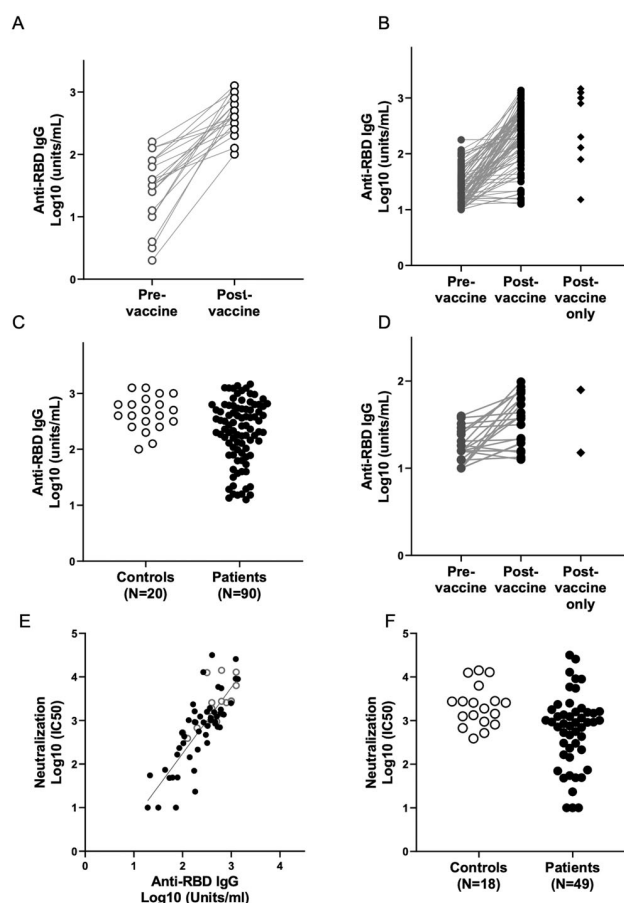 A
Anti-RBD IgG
Log10 (units/mL)
3
2
1
0
Pre-
vaccine
Post-
vaccine
B
Anti-RBD IgG
Log10 (units/mL)
3
2
1
0
Pre-
vaccine
Post-
vaccine
Post-
vaccine
only
C
Anti-RBD IgG
Log10 (units/mL)
3
2
1
0
Controls
(N=20)
Patients
(N=90)
D
Anti-RBD IgG
Log10 (units/mL)
2
1
0
Pre-
vaccine
Post-
vaccine
Post-
vaccine
only
E
Neutralization
Log10 (IC50)
5
4
3
2
1
0
0
1
2
3
4
Anti-RBD IgG
Log10 (Units/ml)
F
Neutralization
Log10 (IC50)
5
4
3
2
1
0
Controls
(N=18)
Patients
(N=49)